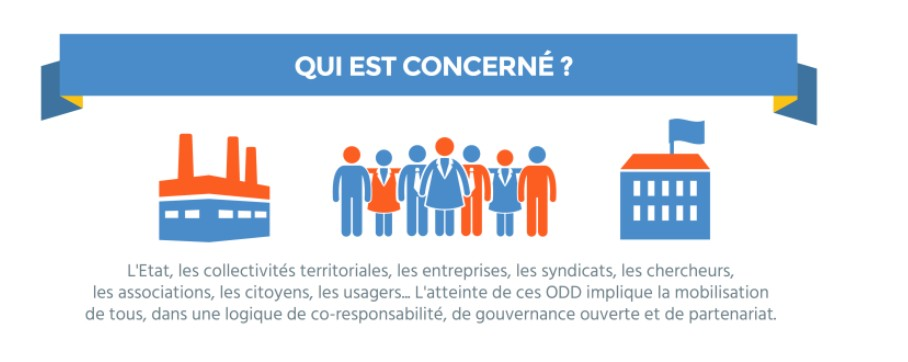 QUI EST CONCERNÉ ?
L'Etat, les collectivités territoriales, les entreprises, les syndicats, les chercheurs,
les associations, les citoyens, les usagers... L'atteinte de ces ODD implique la mobilisation
de tous, dans une logique de co-responsabilité, de gouvernance ouverte et de partenariat.